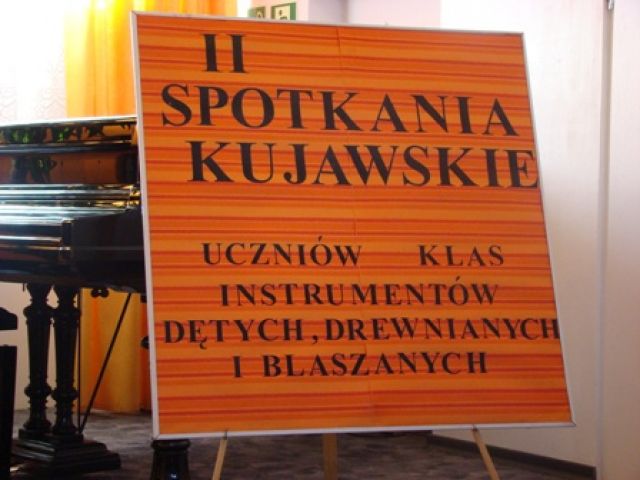 II
SPOTKANIA
KUJAWSKIE
UCZNIÓW KLAS
INSTRUMENTÓW
DĘTYCH, DREWNIANYCH
I BLASZANYCH